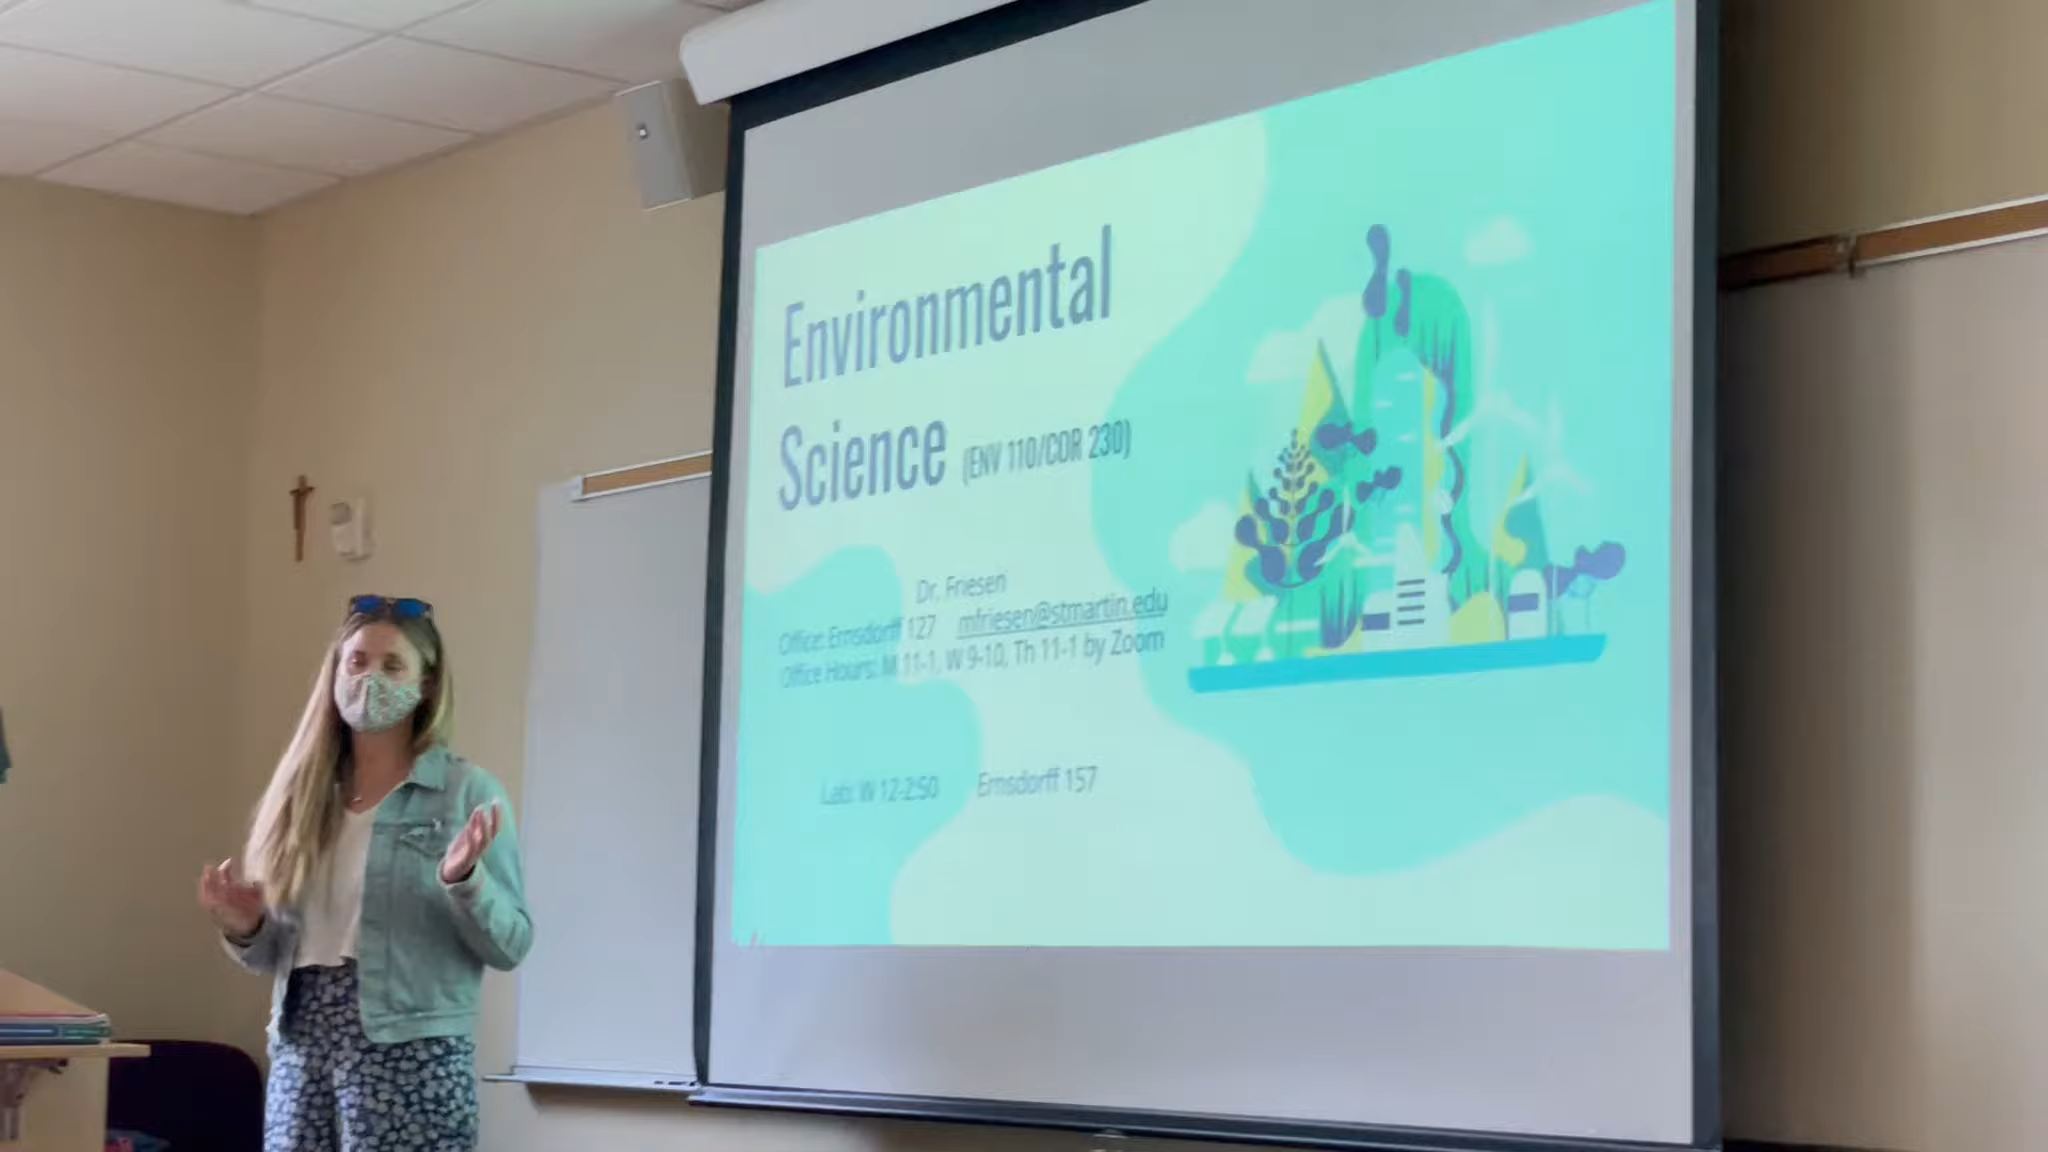 Environmental
Science (ENV 110/COR 230)
Dr. Friesen
Office: Ernsdorff 127 mfriesen@stmartin.edu
Office Hours: M 11-1, W 9-10, Th 11-1 by Zoom
Lab: W 12-2:50 Ernsdorff 157